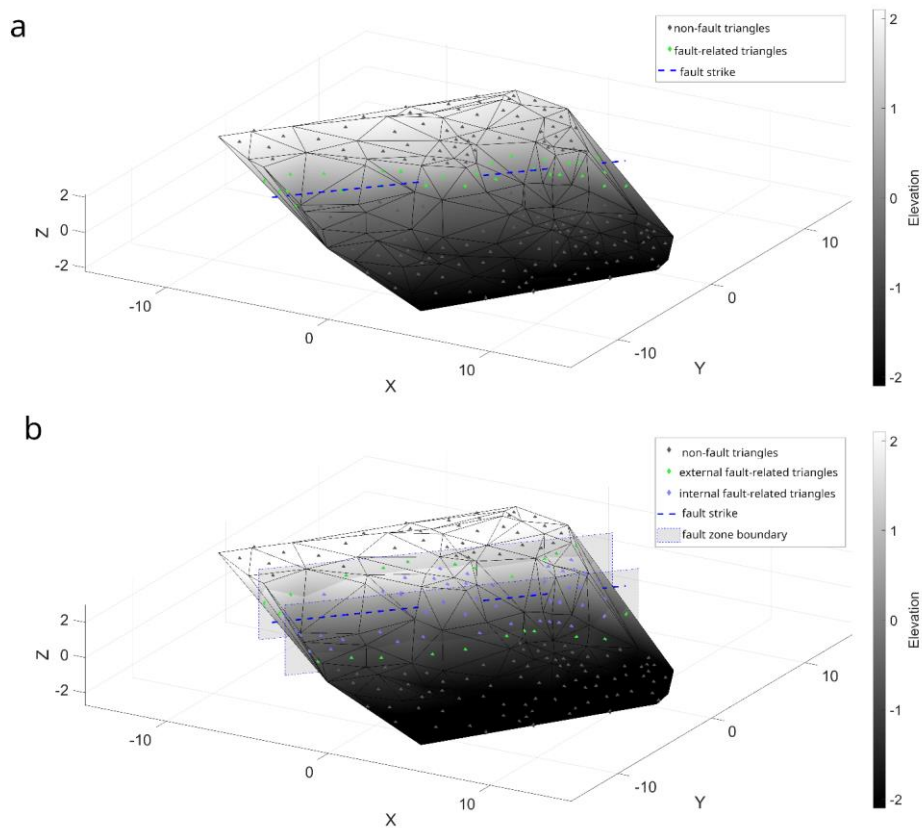 a
non-fault triangles
fault-related triangles
fault strike
2
1
0
-1
-2
Elevation
2
0
-2
Z
-10
0
10
X
10
0
-10
Y
b
non-fault triangles
external fault-related triangles
internal fault-related triangles
fault strike
fault zone boundary
2
1
0
-1
-2
Elevation
2
0
-2
Z
-10
0
10
X
10
0
-10
Y